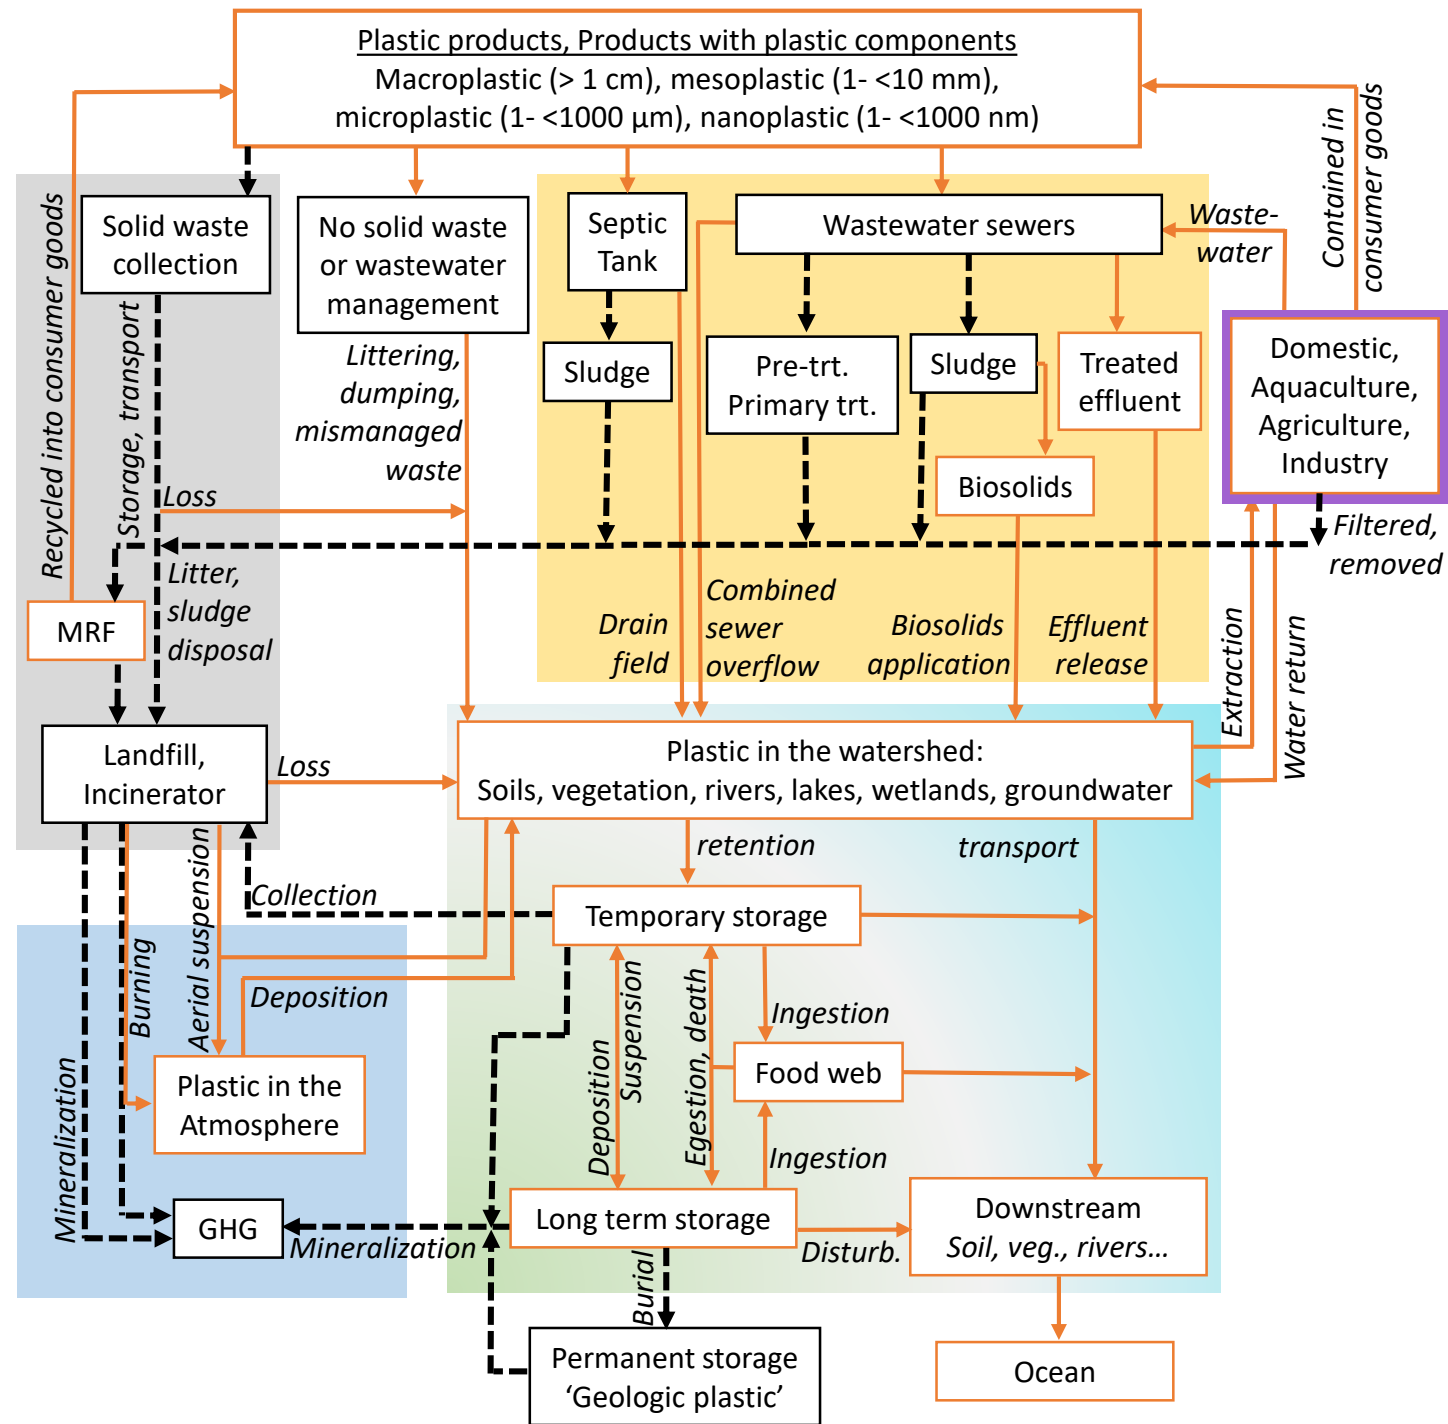 Plastic products, Products with plastic components
Macroplastic (> 1 cm), mesoplastic (1- <10 mm),
microplastic (1- <1000 µm), nanoplastic (1- <1000 nm)
Recycled into consumer goods
Solid waste
collection
Storage, transport
No solid waste
or wastewater
management
Littering,
dumping,
mismanaged
waste
Loss
Septic
Tank
Sludge
Wastewater sewers
Pre-trt.
Primary trt.
Sludge
Biosolids
Treated
effluent
Waste-
water
Contained in
consumer goods
Domestic,
Aquaculture,
Agriculture,
Industry
Filtered,
removed
Litter,
sludge
disposal
MRF
Drain
field
Combined
sewer
overflow
Biosolids
application
Effluent
release
Extraction
Water return
Landfill,
Incinerator
Loss
Plastic in the watershed:
Soils, vegetation, rivers, lakes, wetlands, groundwater
retention
transport
Collection
Temporary storage
Mineralization
Burning
Aerial suspension
Deposition
Plastic in the
Atmosphere
GHG
Mineralization
Deposition
Suspension
Egestion, death
Ingestion
Food web
Ingestion
Long term storage
Disturb.
Downstream
Soil, veg., rivers…
Burial
Permanent storage
‘Geologic plastic’
Ocean